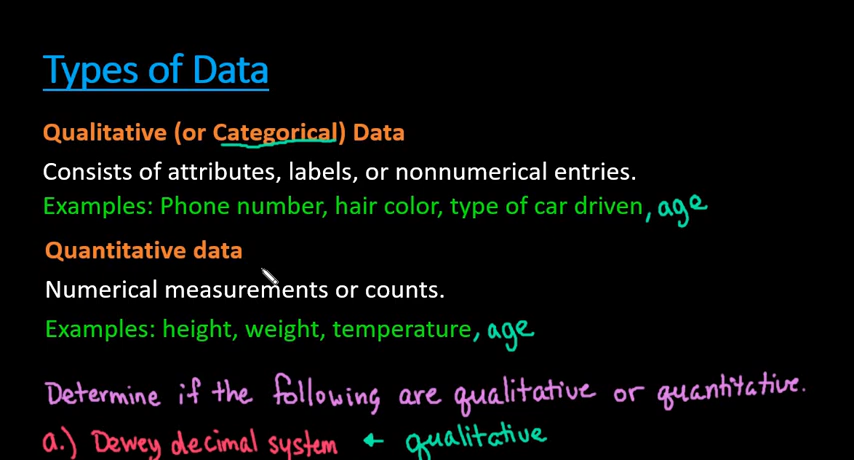 Types of Data
Qualitative (or Categorical) Data
Consists of attributes, labels, or nonnumerical entries.
Examples: Phone number, hair color, type of car driven, age
Quantitative data
Numerical measurements or counts.
Examples: height, weight, temperature, age
Determine if the following are qualitative or quantitative.
a.) Dewey decimal system ← qualitative